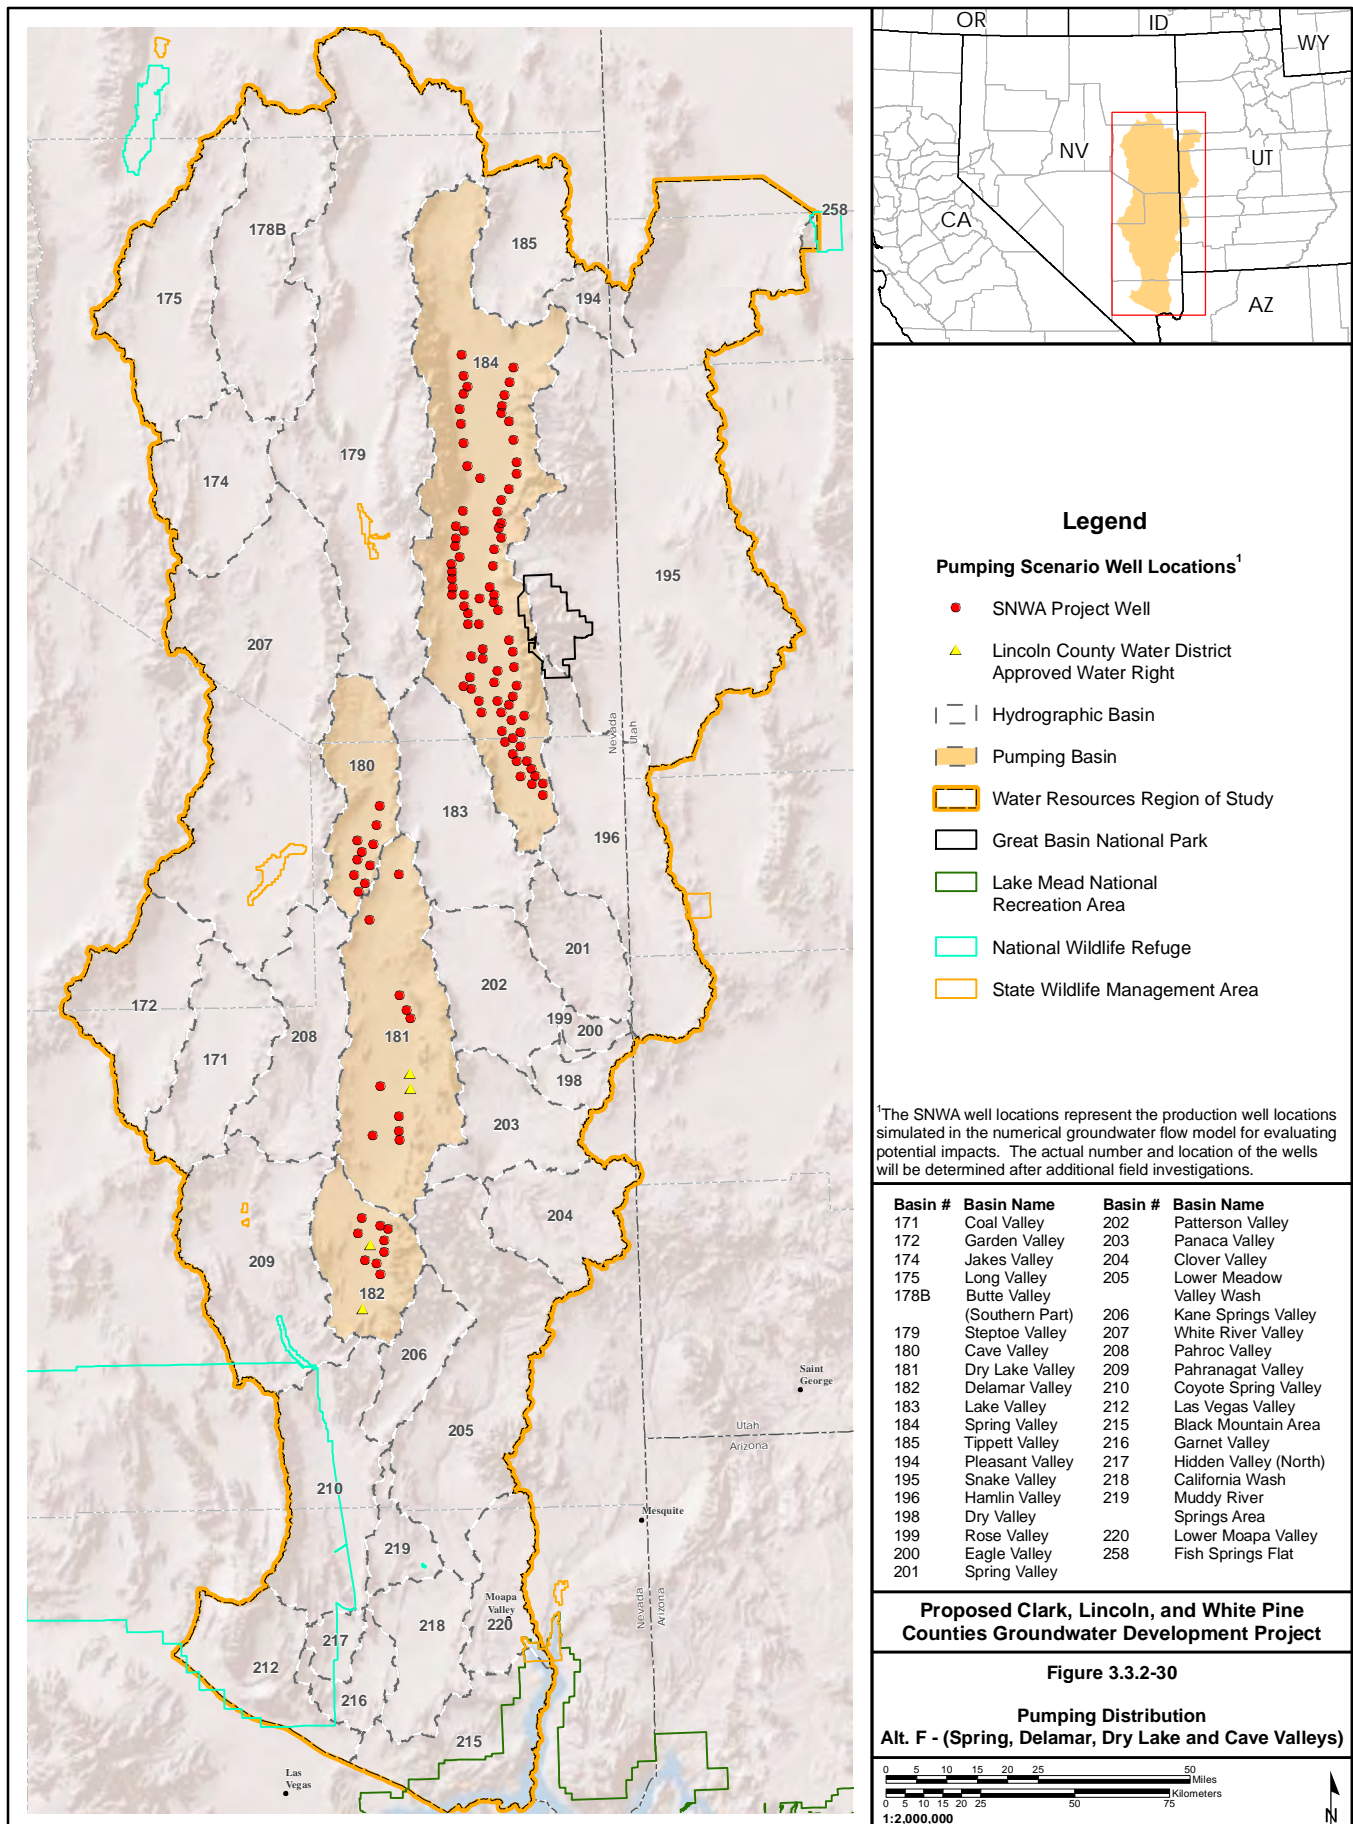 OR
ID
WY
NV
UT
CA
AZ
258
178B
185
175
194
184
179
174
195
207
180
183
196
201
202
172
199
200
208
181
171
198
203
204
209
182
206
205
210
219
218
220
217
212
216
215
Nevada
Utah
Saint
George
Utah
Arizona
Mesquite
Moapa
Valley
Nevada
Arizona
Las
Vegas
Legend
Pumping Scenario Well Locations1
SNWA Project Well
Lincoln County Water District
Approved Water Right
Hydrographic Basin
Pumping Basin
Water Resources Region of Study
Great Basin National Park
Lake Mead National
Recreation Area
National Wildlife Refuge
State Wildlife Management Area
1The SNWA well locations represent the production well locations
simulated in the numerical groundwater flow model for evaluating
potential impacts. The actual number and location of the wells
will be determined after additional field investigations.
Basin # Basin Name Basin # Basin Name
171 Coal Valley 202 Patterson Valley
172 Garden Valley 203 Panaca Valley
174 Jakes Valley 204 Clover Valley
175 Long Valley 205 Lower Meadow
178B Butte Valley Valley Wash
(Southern Part) 206 Kane Springs Valley
179 Steptoe Valley 207 White River Valley
180 Cave Valley 208 Pahroc Valley
181 Dry Lake Valley 209 Pahranagat Valley
182 Delamar Valley 210 Coyote Spring Valley
183 Lake Valley 212 Las Vegas Valley
184 Spring Valley 215 Black Mountain Area
185 Tippett Valley 216 Garnet Valley
194 Pleasant Valley 217 Hidden Valley (North)
195 Snake Valley 218 California Wash
196 Hamlin Valley 219 Muddy River
198 Dry Valley Springs Area
199 Rose Valley 220 Lower Moapa Valley
200 Eagle Valley 258 Fish Springs Flat
201 Spring Valley
Proposed Clark, Lincoln, and White Pine
Counties Groundwater Development Project
Figure 3.3.2-30
Pumping Distribution
Alt. F - (Spring, Delamar, Dry Lake and Cave Valleys)
0 5 10 15 20 25 50
Miles
Kilometers
0 5 10 15 20 25 50 75
1:2,000,000
N